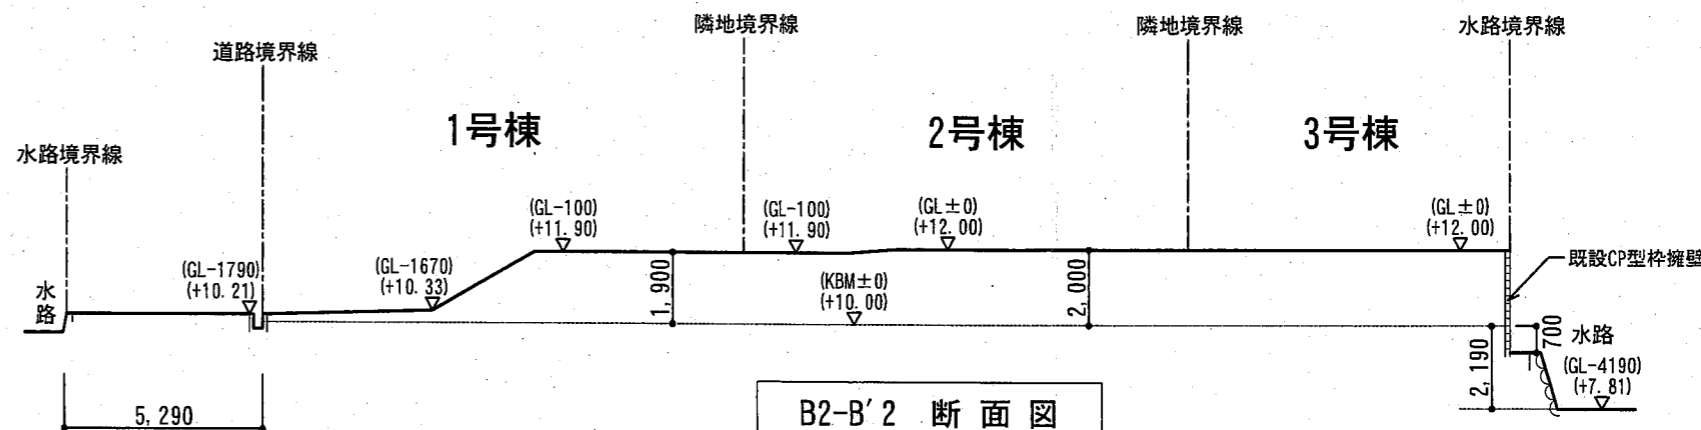 隣地境界線
隣地境界線
水路境界線
道路境界線
1号棟
2号棟
3号棟
水路境界線
(GL-100)
(+11.90)
(GL-100)
(+11.90)
(GL±0)
(+12.00)
(GL±0)
(+12.00)
既設CP型枠擁壁
(GL-1790)
(+10.21)
(GL-1670)
(+10.33)
1,900
(KBM±0)
(+10.00)
2,000
水路
700
水路
2,190
(GL-4190)
(+7.81)
5,290
B2-B'2 断面図